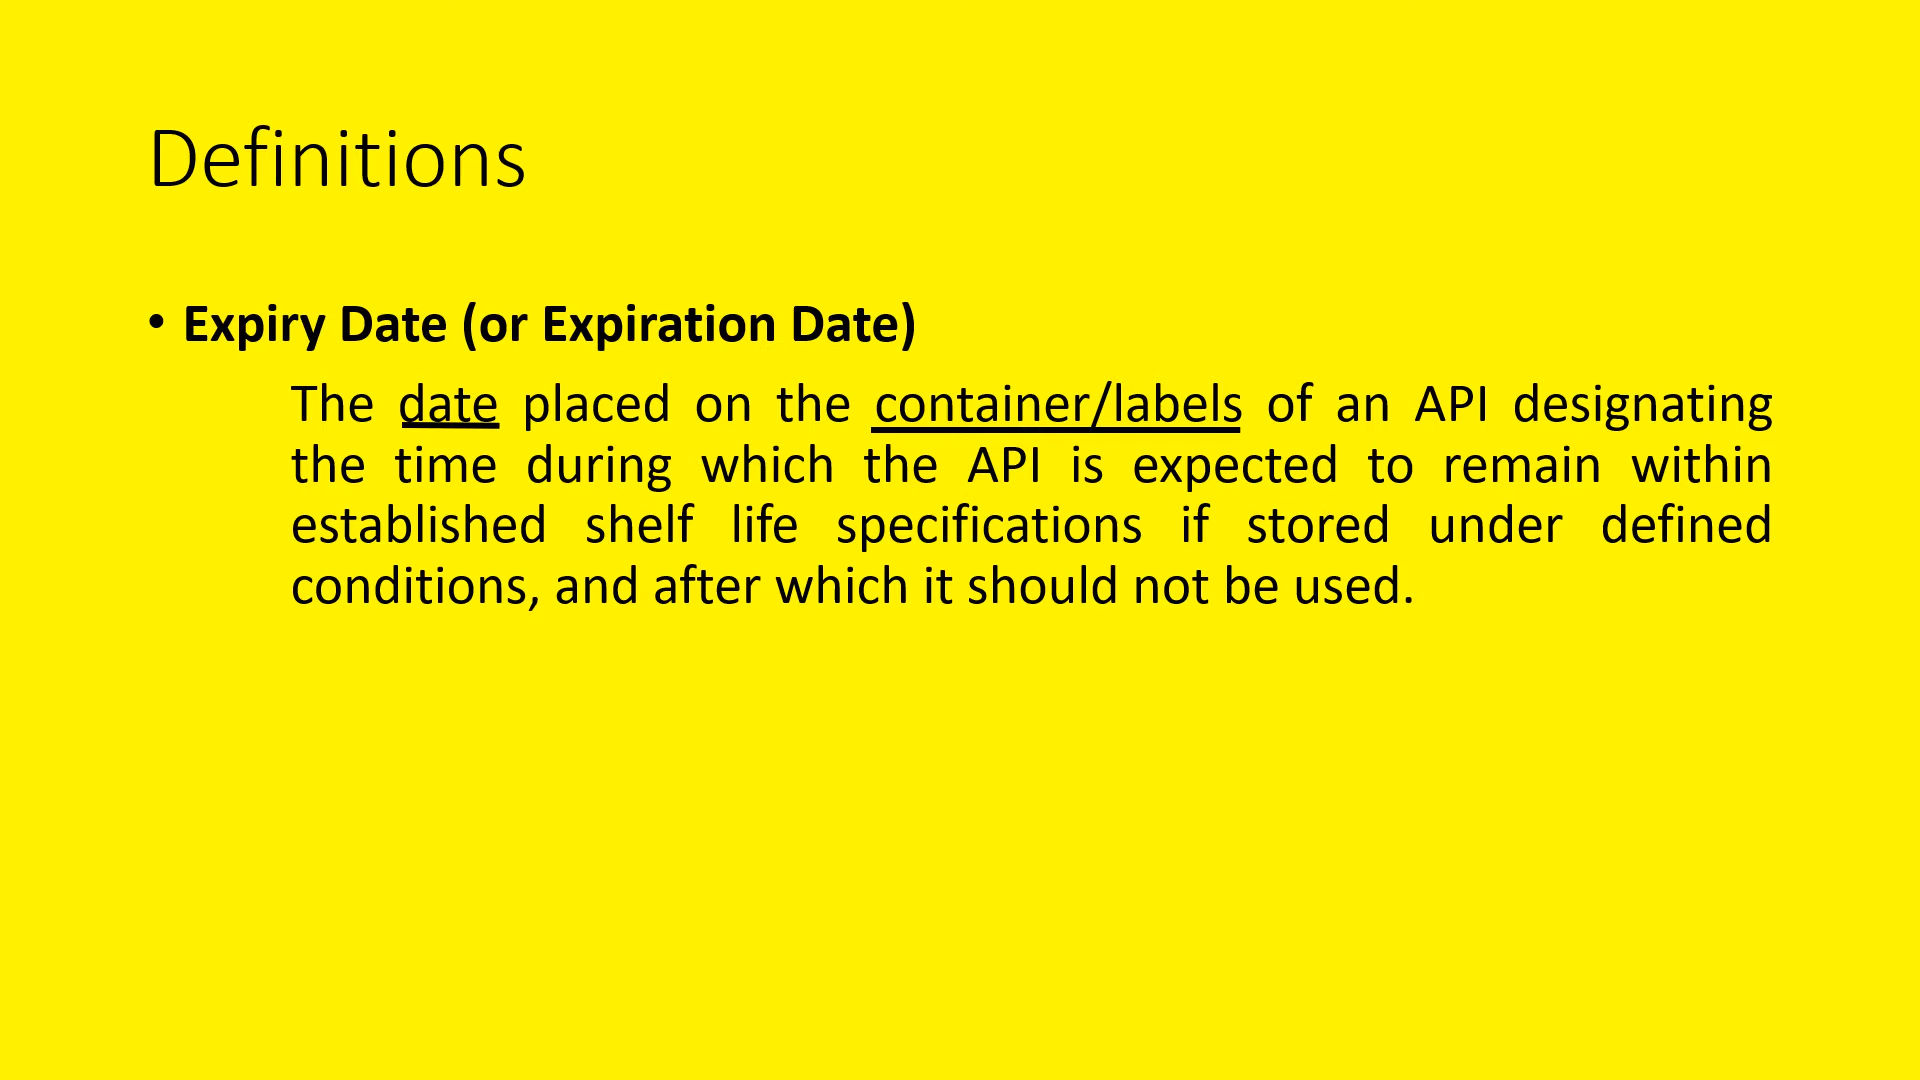 Definitions
• Expiry Date (or Expiration Date)
The date placed on the container/labels of an API designating
the time during which the API is expected to remain within
established shelf life specifications if stored under defined
conditions, and after which it should not be used.